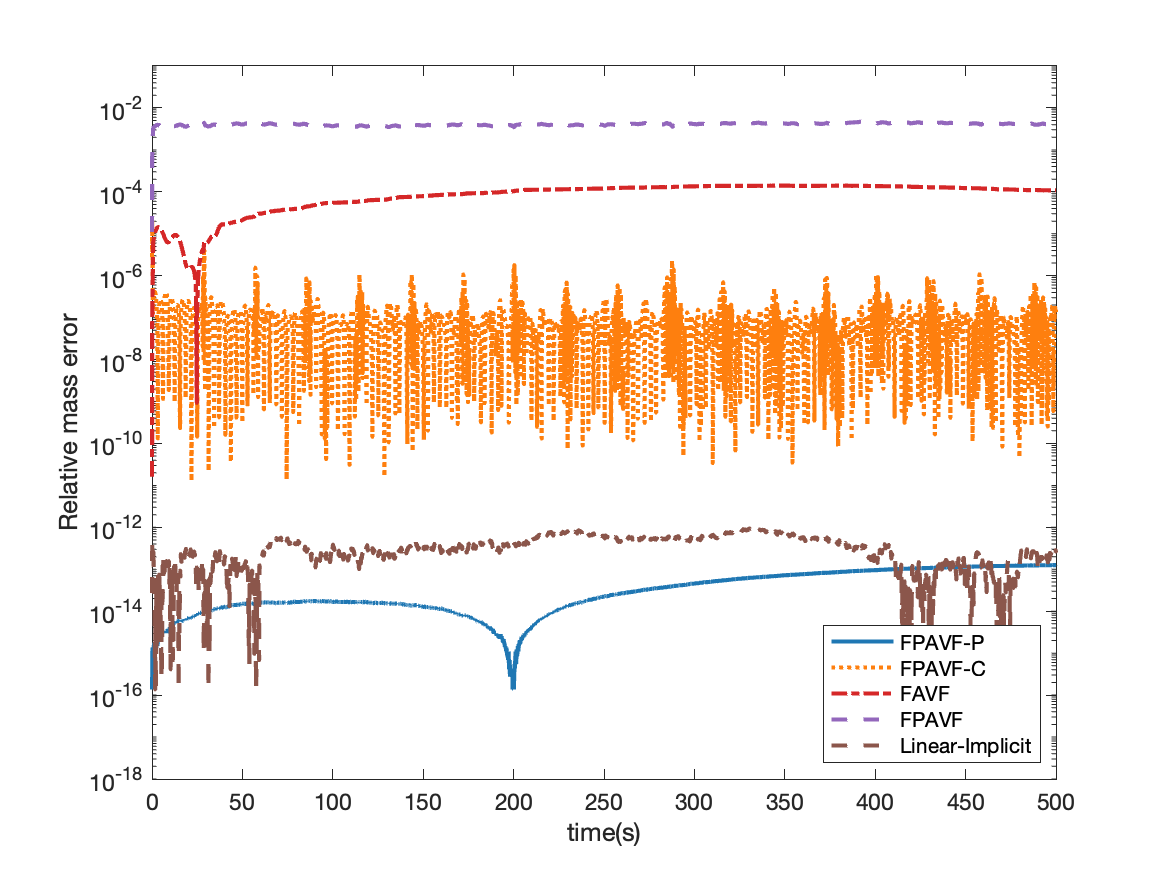 Relative mass error
10^-2
10^-4
10^-6
10^-8
10^-10
10^-12
10^-14
10^-16
10^-18
0 50 100 150 200 250 300 350 400 450 500
time(s)
FPAVF-P
FPAVF-C
FAVF
FPAVF
Linear-Implicit